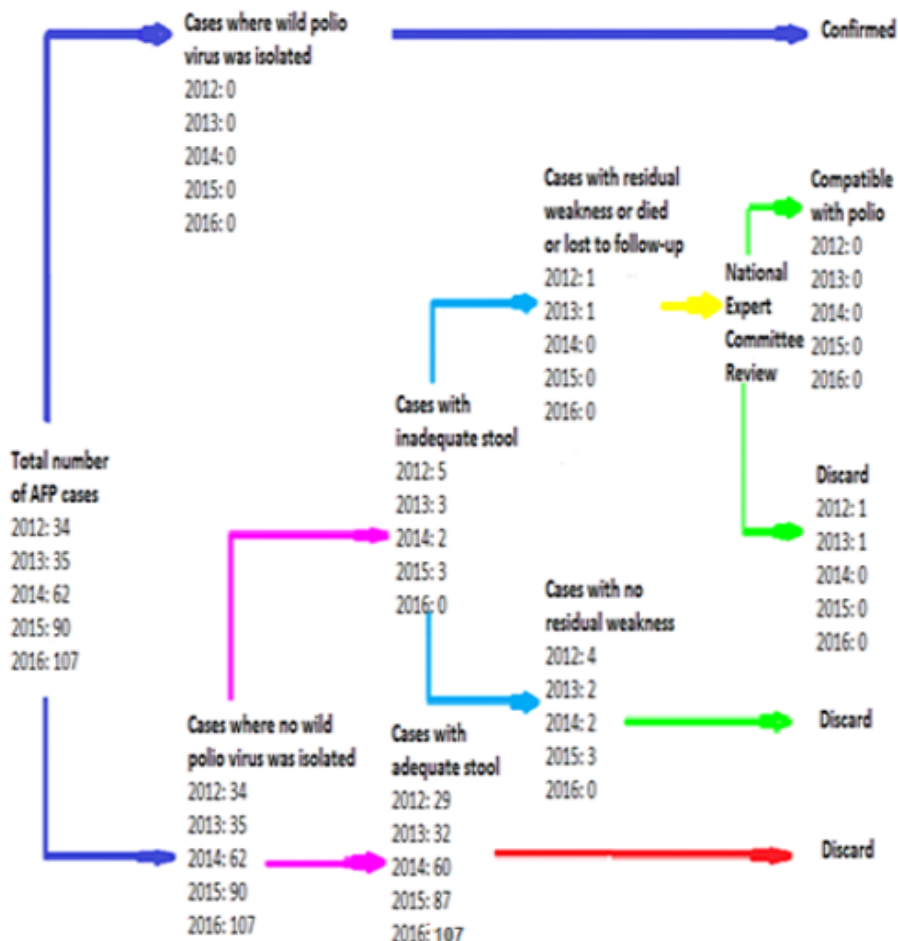 Cases where wild polio
virus was isolated
2012: 0
2013: 0
2014: 0
2015: 0
2016: 0
Confirmed
Total number
of AFP cases
2012: 34
2013: 35
2014: 62
2015: 90
2016: 107
Cases where no wild
polio virus was isolated
2012: 34
2013: 35
2014: 62
2015: 90
2016: 107
Cases with
inadequate stool
2012: 5
2013: 3
2014: 2
2015: 3
2016: 0
Cases with
adequate stool
2012: 29
2013: 32
2014: 60
2015: 87
2016: 107
Cases with residual
weakness or died
or lost to follow-up
2012: 1
2013: 1
2014: 0
2015: 0
2016: 0
Cases with no
residual weakness
2012: 4
2013: 2
2014: 2
2015: 3
2016: 0
National
Expert
Committee
Review
Compatible
with polio
2012: 0
2013: 0
2014: 0
2015: 0
2016: 0
Discard
2012: 1
2013: 1
2014: 0
2015: 0
2016: 0
Discard
Discard